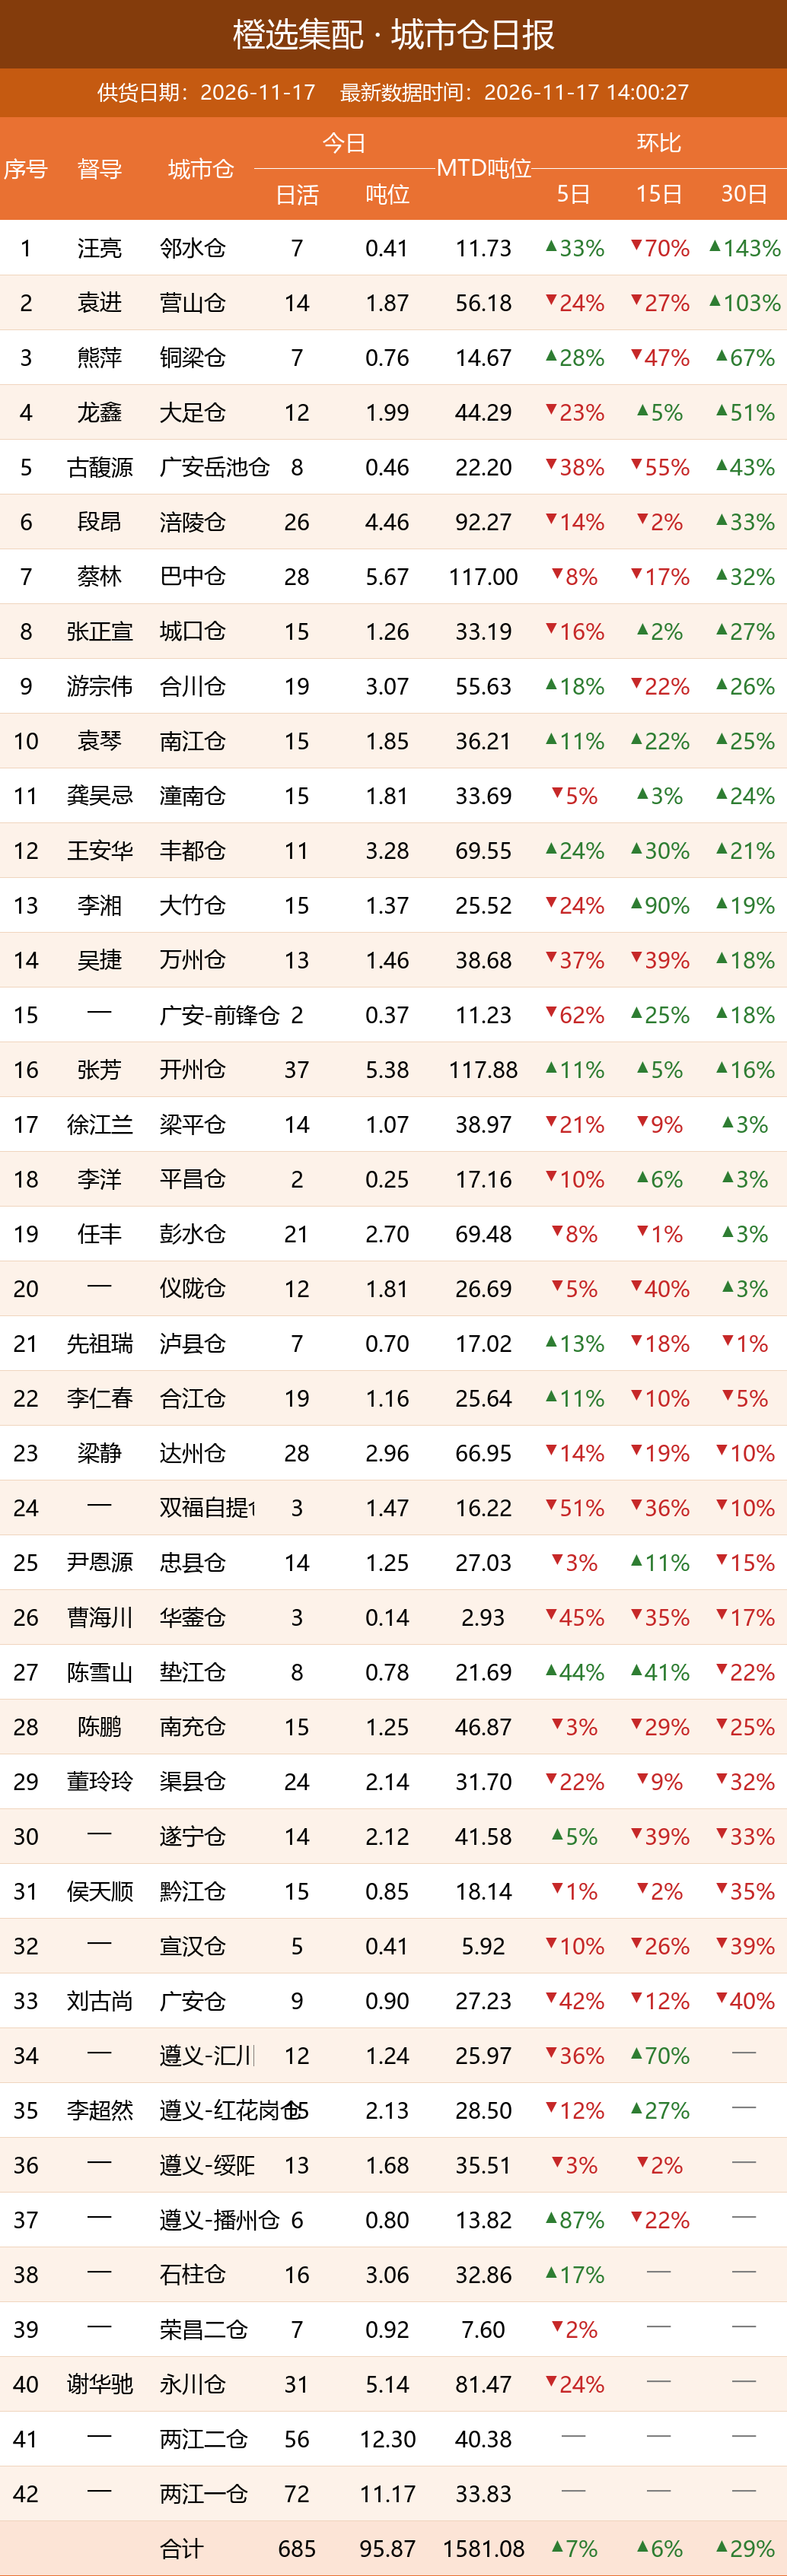 橙选集配 · 城市仓日报
供货日期：2026-11-17 最新数据时间：2026-11-17 14:00:27
序号 督导 城市仓 今日 MTD吨位 环比
日活 吨位 5日 15日 30日
1 汪亮 邻水仓 7 0.41 11.73 ▲33% ▼70% ▲143%
2 袁进 营山仓 14 1.87 56.18 ▼24% ▼27% ▲103%
3 熊萍 铜梁仓 7 0.76 14.67 ▲28% ▼47% ▲67%
4 龙鑫 大足仓 12 1.99 44.29 ▼23% ▲5% ▲51%
5 古馥源 广安岳池仓 8 0.46 22.20 ▼38% ▼55% ▲43%
6 段昂 涪陵仓 26 4.46 92.27 ▼14% ▼2% ▲33%
7 蔡林 巴中仓 28 5.67 117.00 ▼8% ▼17% ▲32%
8 张正宣 城口仓 15 1.26 33.19 ▼16% ▲2% ▲27%
9 游宗伟 合川仓 19 3.07 55.63 ▲18% ▼22% ▲26%
10 袁琴 南江仓 15 1.85 36.21 ▲11% ▲22% ▲25%
11 龚吴忌 潼南仓 15 1.81 33.69 ▼5% ▲3% ▲24%
12 王安华 丰都仓 11 3.28 69.55 ▲24% ▲30% ▲21%
13 李湘 大竹仓 15 1.37 25.52 ▼24% ▲90% ▲19%
14 吴捷 万州仓 13 1.46 38.68 ▼37% ▼39% ▲18%
15 — 广安-前锋仓 2 0.37 11.23 ▼62% ▲25% ▲18%
16 张芳 开州仓 37 5.38 117.88 ▲11% ▲5% ▲16%
17 徐江兰 梁平仓 14 1.07 38.97 ▼21% ▼9% ▲3%
18 李洋 平昌仓 2 0.25 17.16 ▼10% ▲6% ▲3%
19 任丰 彭水仓 21 2.70 69.48 ▼8% ▼1% ▲3%
20 — 仪陇仓 12 1.81 26.69 ▼5% ▼40% ▲3%
21 先祖瑞 泸县仓 7 0.70 17.02 ▲13% ▼18% ▼1%
22 李仁春 合江仓 19 1.16 25.64 ▲11% ▼10% ▼5%
23 梁静 达州仓 28 2.96 66.95 ▼14% ▼19% ▼10%
24 — 双福自提 3 1.47 16.22 ▼51% ▼36% ▼10%
25 尹恩源 忠县仓 14 1.25 27.03 ▼3% ▲11% ▼15%
26 曹海川 华蓥仓 3 0.14 2.93 ▼45% ▼35% ▼17%
27 陈雪山 垫江仓 8 0.78 21.69 ▲44% ▲41% ▼22%
28 陈鹏 南充仓 15 1.25 46.87 ▼3% ▼29% ▼25%
29 董玲玲 渠县仓 24 2.14 31.70 ▼22% ▼9% ▼32%
30 — 遂宁仓 14 2.12 41.58 ▲5% ▼39% ▼33%
31 侯天顺 黔江仓 15 0.85 18.14 ▼1% ▼2% ▼35%
32 — 宣汉仓 5 0.41 5.92 ▼10% ▼26% ▼39%
33 刘古尚 广安仓 9 0.90 27.23 ▼42% ▼12% ▼40%
34 — 遵义-汇川 12 1.24 25.97 ▼36% ▲70% —
35 李超然 遵义-红花岗仓 15 2.13 28.50 ▼12% ▲27% —
36 — 遵义-绥阳 13 1.68 35.51 ▼3% ▼2% —
37 — 遵义-播州仓 6 0.80 13.82 ▲87% ▼22% —
38 — 石柱仓 16 3.06 32.86 ▲17% — —
39 — 荣昌二仓 7 0.92 7.60 ▼2% — —
40 谢华驰 永川仓 31 5.14 81.47 ▼24% — —
41 — 两江二仓 56 12.30 40.38 — — —
42 — 两江一仓 72 11.17 33.83 — — —
合计 685 95.87 1581.08 ▲7% ▲6% ▲29%